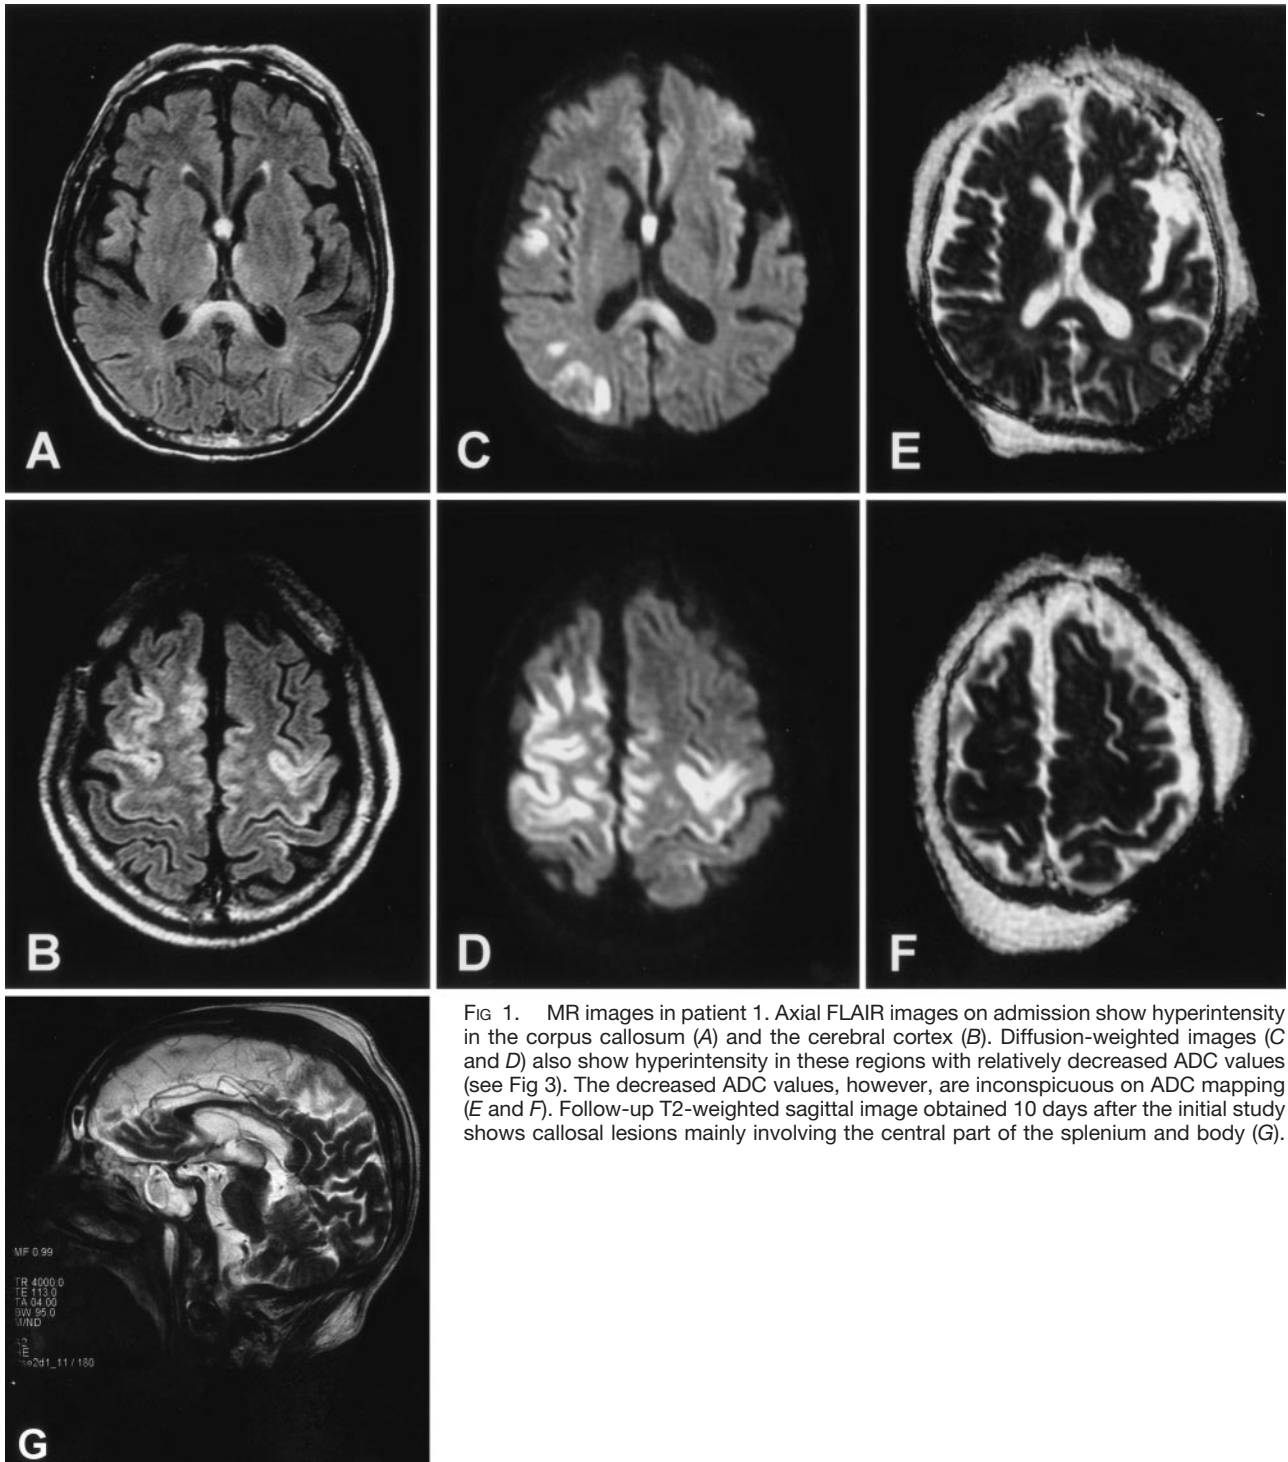 A
C
E
B
D
F
FIG 1. MR images in patient 1. Axial FLAIR images on admission show hyperintensity
in the corpus callosum (A) and the cerebral cortex (B). Diffusion-weighted images (C
and D) also show hyperintensity in these regions with relatively decreased ADC values
(see Fig 3). The decreased ADC values, however, are inconspicuous on ADC mapping
(E and F). Follow-up T2-weighted sagittal image obtained 10 days after the initial study
shows callosal lesions mainly involving the central part of the splenium and body (G).
MF 0.99
TR 4000.0
TE 113.0
TA 04:00
BW 95.0
M/ND
G